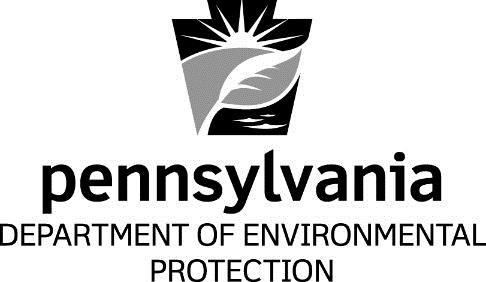 pennsylvania
DEPARTMENT OF ENVIRONMENTAL
PROTECTION